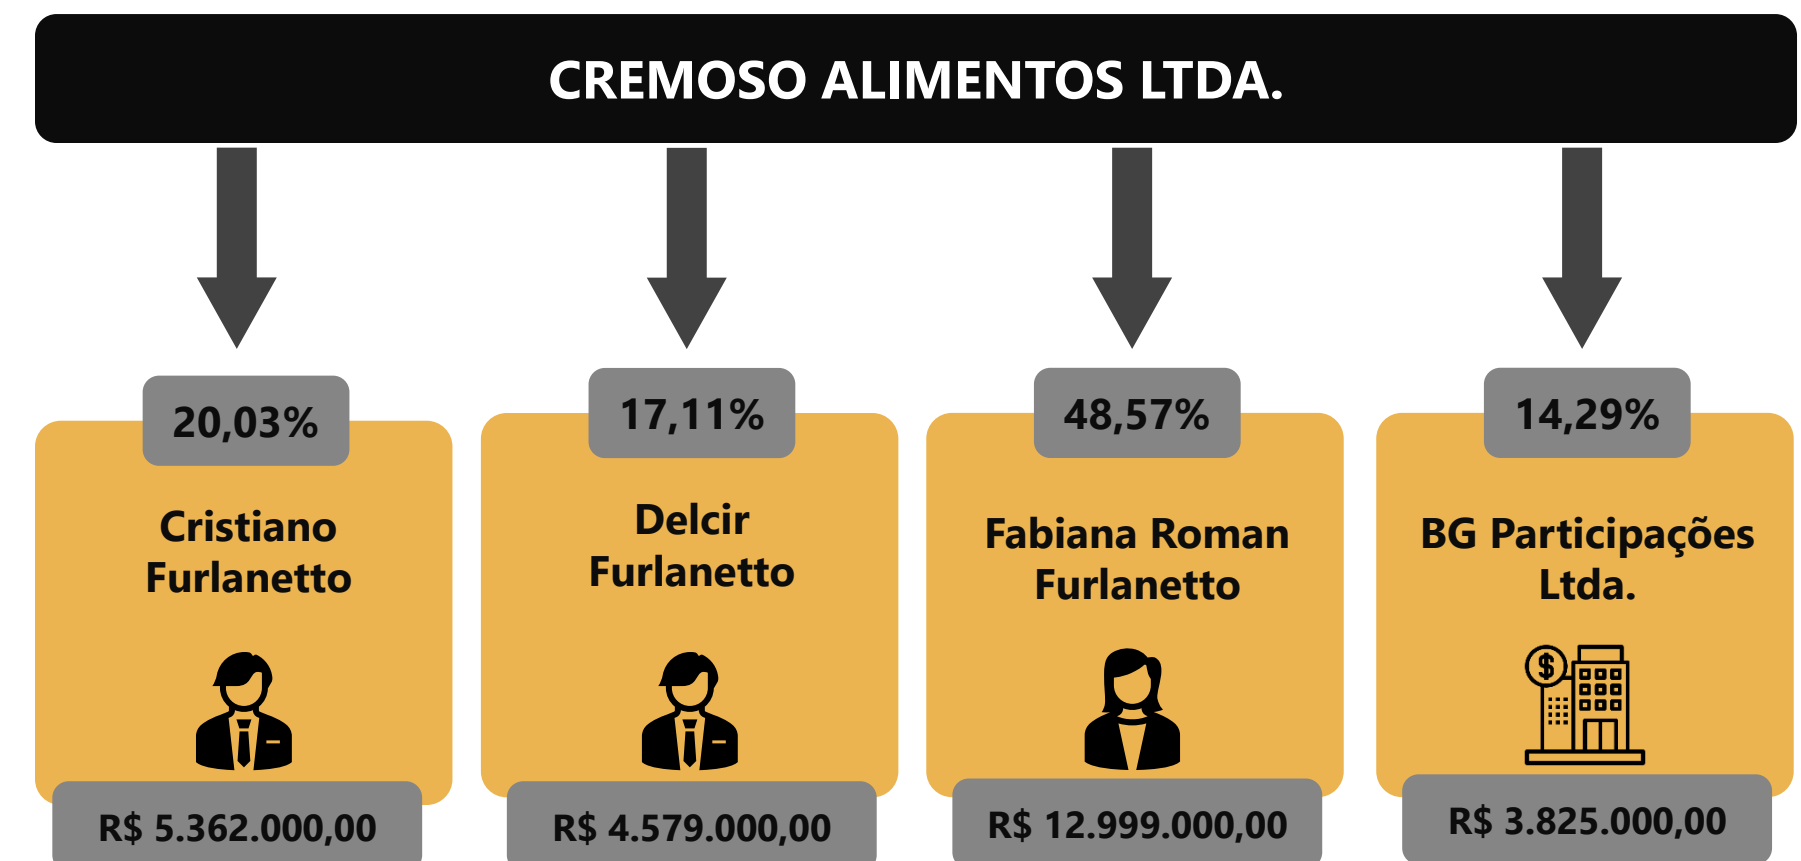 CREMOSO ALIMENTOS LTDA.
20,03%
Cristiano
Furlanetto
R$ 5.362.000,00
17,11%
Delcir
Furlanetto
R$ 4.579.000,00
48,57%
Fabiana Roman
Furlanetto
R$ 12.999.000,00
14,29%
BG Participações
Ltda.
$
R$ 3.825.000,00